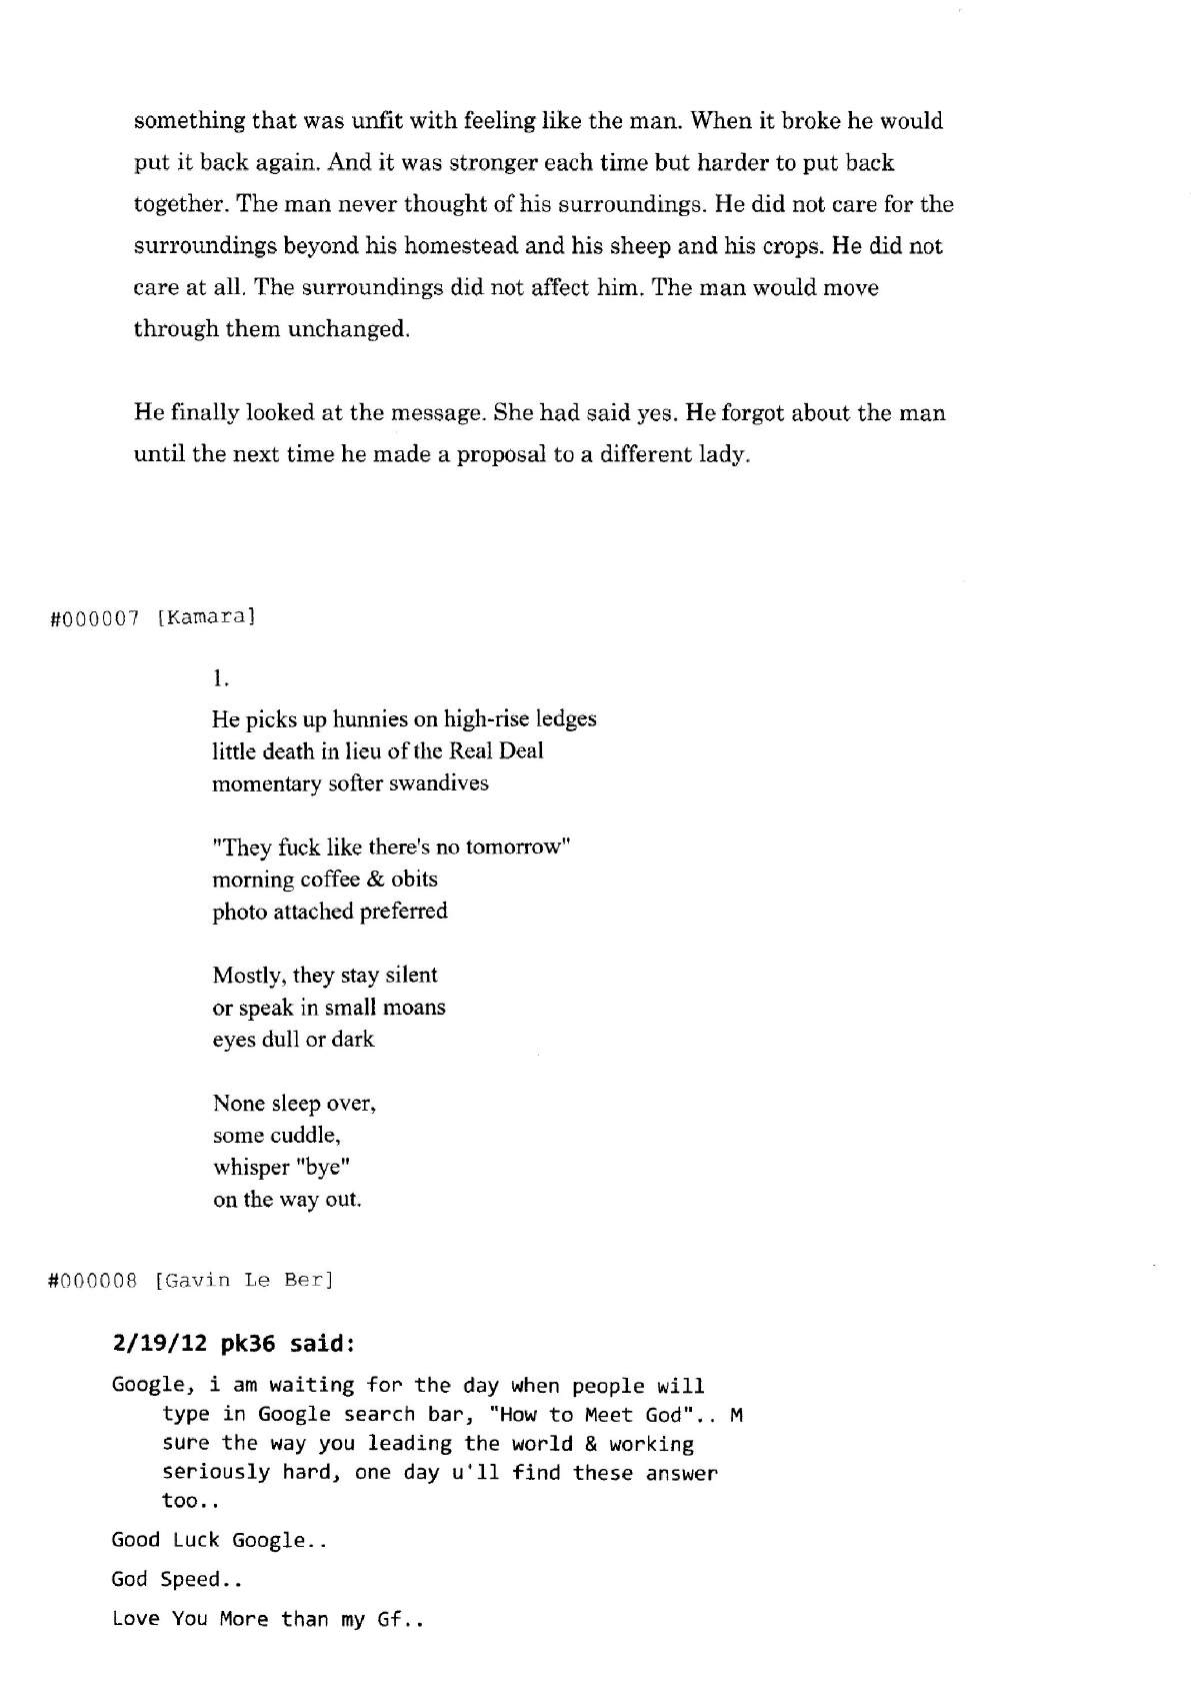 something that was unfit with feeling like the man. When it broke he would
put it back again. And it was stronger each time but harder to put back
together. The man never thought of his surroundings. He did not care for the
surroundings beyond his homestead and his sheep and his crops. He did not
care at all. The surroundings did not affect him. The man would move
through them unchanged.
He finally looked at the message. She had said yes. He forgot about the man
until the next time he made a proposal to a different lady.
#000007 [Kamara]
1.
He picks up hunnies on high-rise ledges
little death in lieu of the Real Deal
momentary softer swandives
"They fuck like there's no tomorrow"
morning coffee & obits
photo attached preferred
Mostly, they stay silent
or speak in small moans
eyes dull or dark
None sleep over,
some cuddle,
whisper "bye"
on the way out.
#000008 [Gavin Le Ber]
2/19/12 pk36 said:
Google, i am waiting for the day when people will
type in Google search bar, "How to Meet God".. M
sure the way you leading the world & working
seriously hard, one day u'll find these answer
too..
Good Luck Google..
God Speed..
Love You More than my Gf..